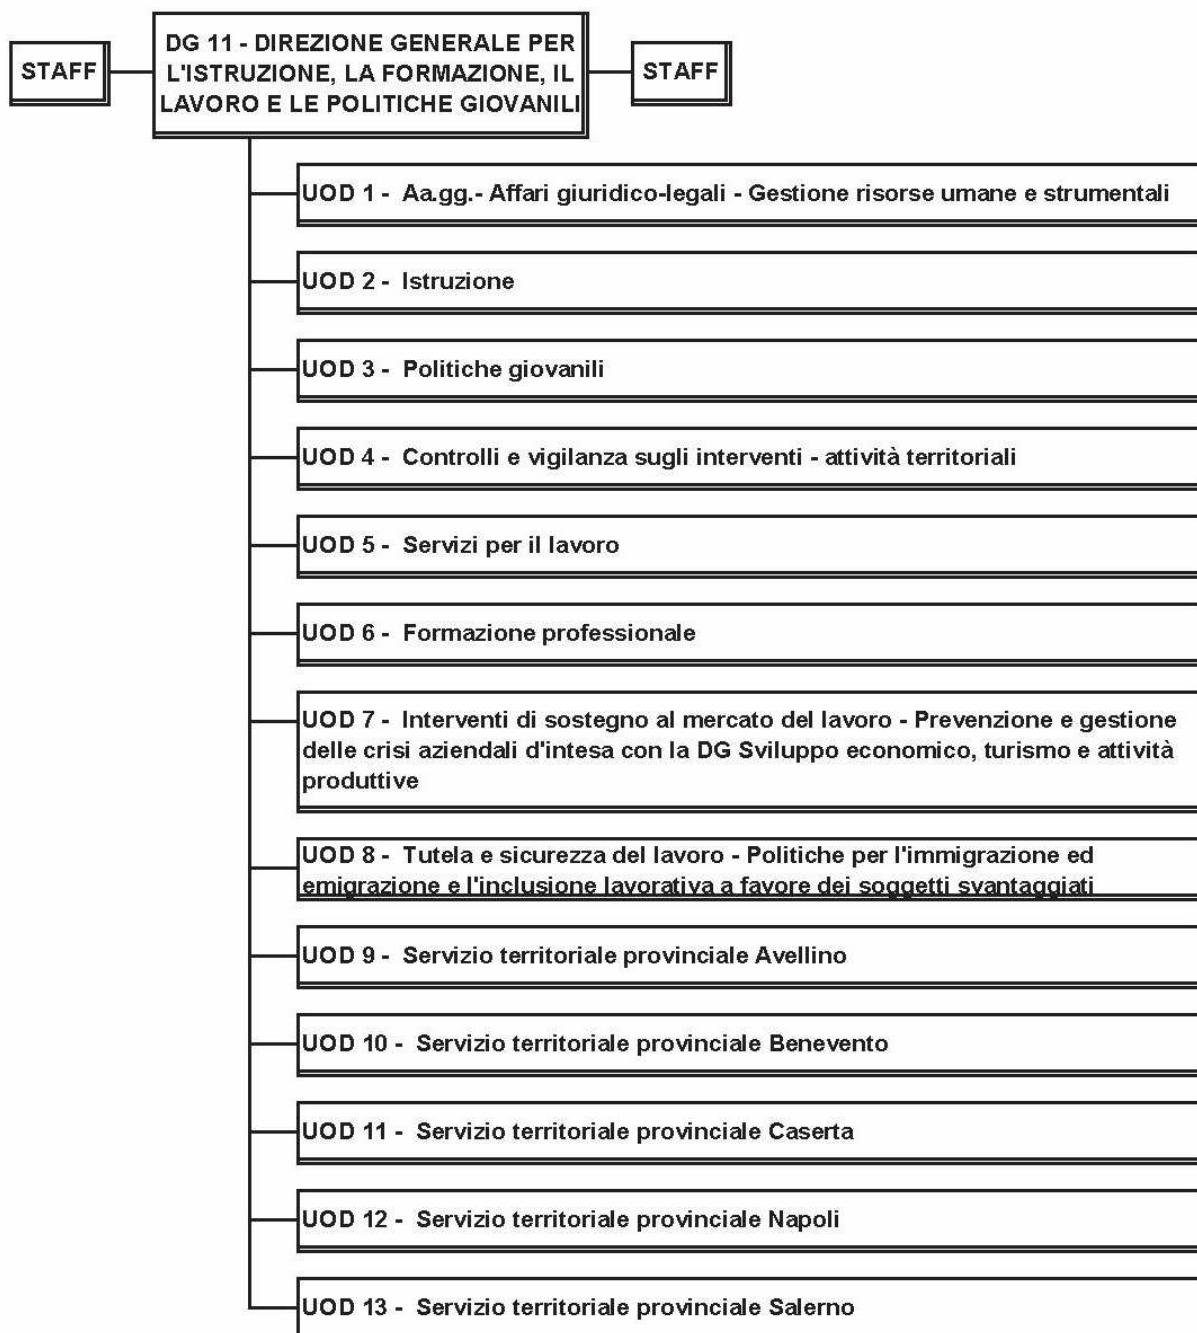 STAFF
DG 11 - DIREZIONE GENERALE PER
L'ISTRUZIONE, LA FORMAZIONE, IL
LAVORO E LE POLITICHE GIOVANILI
STAFF
UOD 1 - Aa.gg.- Affari giuridico-legali - Gestione risorse umane e strumentali
UOD 2 - Istruzione
UOD 3 - Politiche giovanili
UOD 4 - Controlli e vigilanza sugli interventi - attività territoriali
UOD 5 - Servizi per il lavoro
UOD 6 - Formazione professionale
UOD 7 - Interventi di sostegno al mercato del lavoro - Prevenzione e gestione
delle crisi aziendali d'intesa con la DG Sviluppo economico, turismo e attività
produttive
UOD 8 - Tutela e sicurezza del lavoro - Politiche per l'immigrazione ed
emigrazione e l'inclusione lavorativa a favore dei soggetti svantaggiati
UOD 9 - Servizio territoriale provinciale Avellino
UOD 10 - Servizio territoriale provinciale Benevento
UOD 11 - Servizio territoriale provinciale Caserta
UOD 12 - Servizio territoriale provinciale Napoli
UOD 13 - Servizio territoriale provinciale Salerno